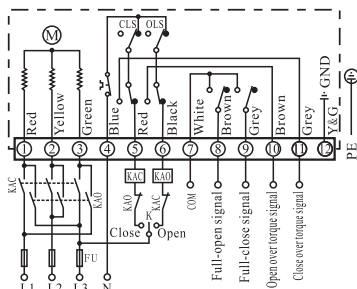 CLS OLS
M
GND
Red
Yellow
Green
Blue
Red
Black
White
Brown
Grey
Brown
Grey
Y&G
1 2 3 4 5 6 7 8 9 10 11 12
PE
KAC
KAO
KAC
KAO
KAO
KAC
K
Close Open
COM
Full-open signal
Full-close signal
Open over torque signal
Close over torque signal
FU
L1 L2 L3 N